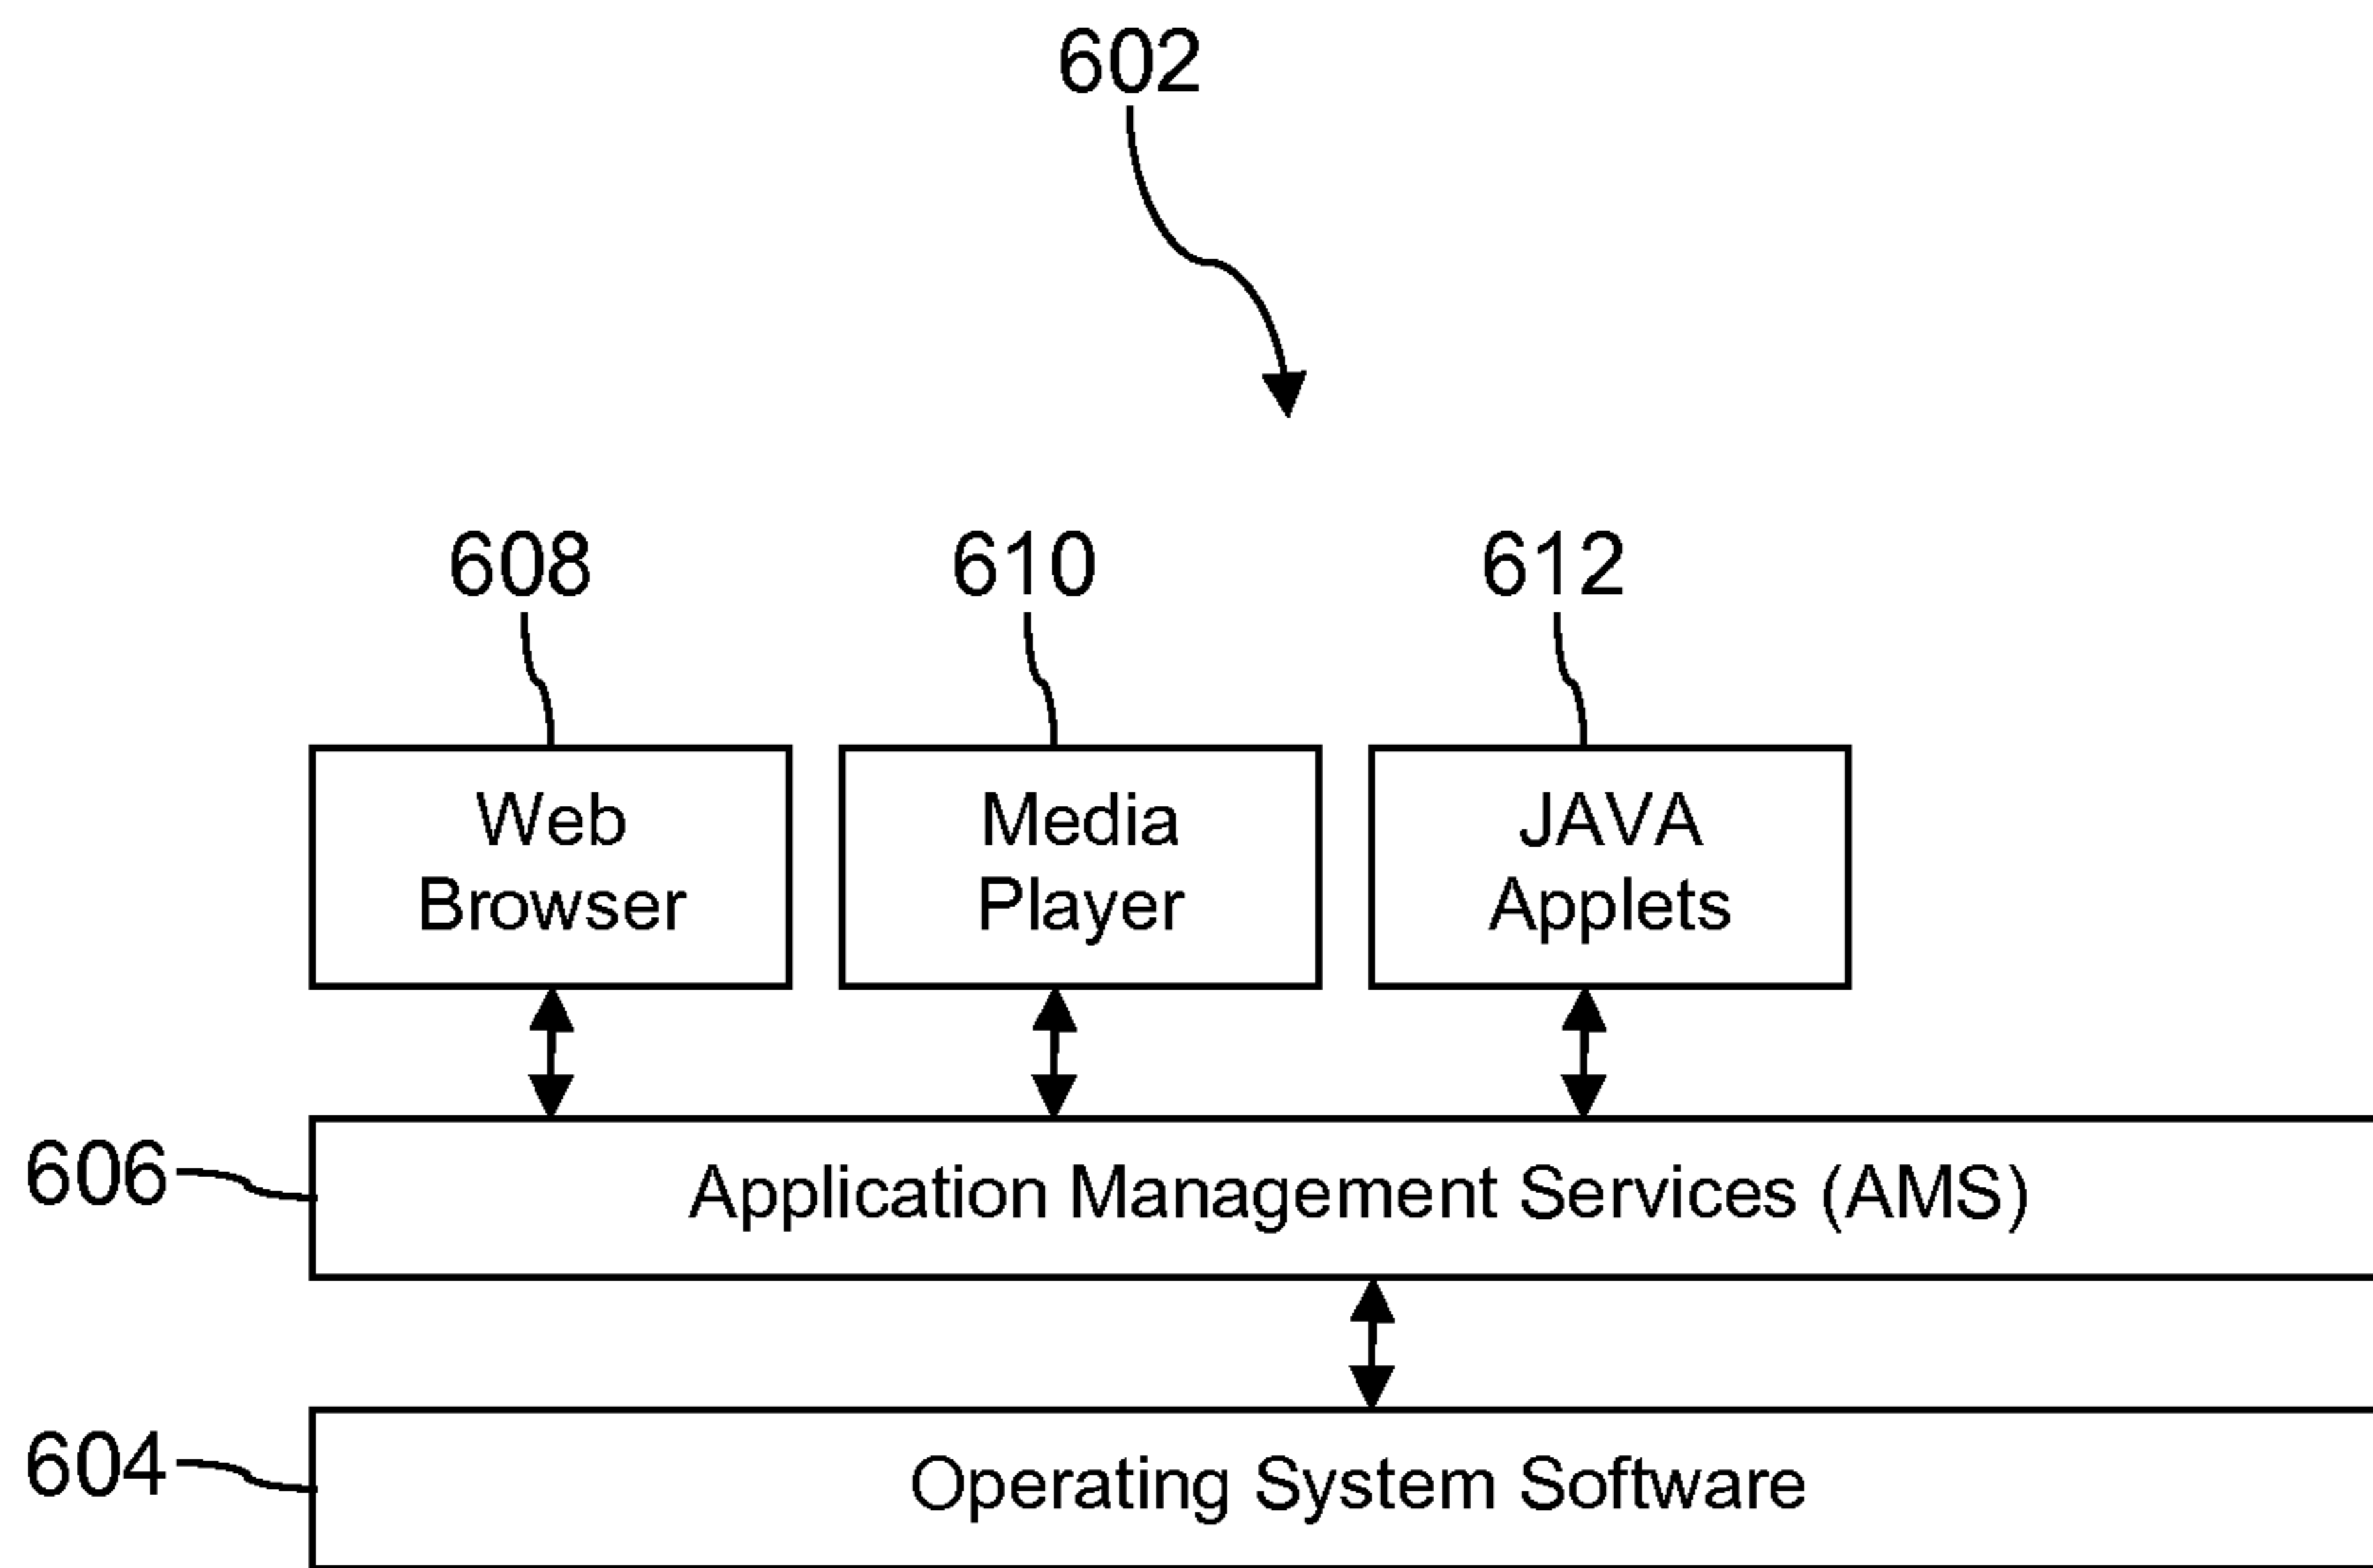 602
608 610 612
Web Browser
Media Player
JAVA Applets
606
Application Management Services (AMS)
604
Operating System Software